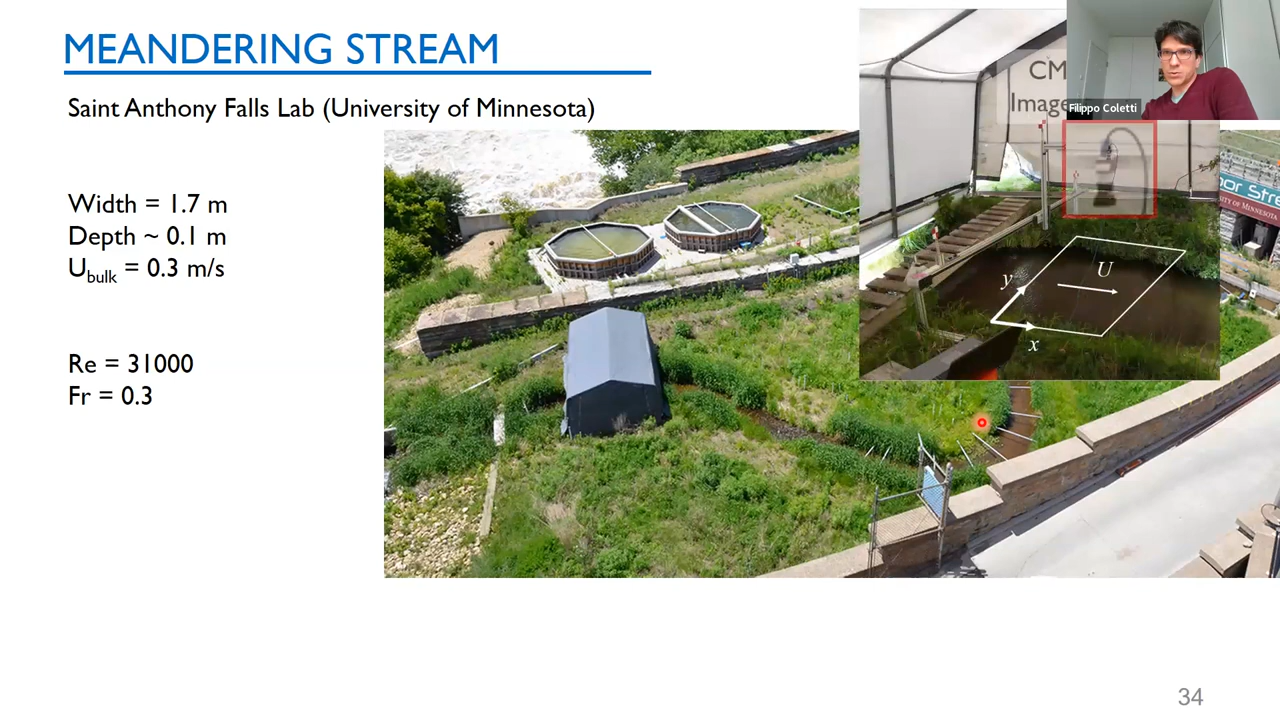 MEANDERING STREAM
Saint Anthony Falls Lab (University of Minnesota)
Width = 1.7 m
Depth ~ 0.1 m
U_bulk = 0.3 m/s
Re = 31000
Fr = 0.3
Filippo Coletti
U
y
x
34